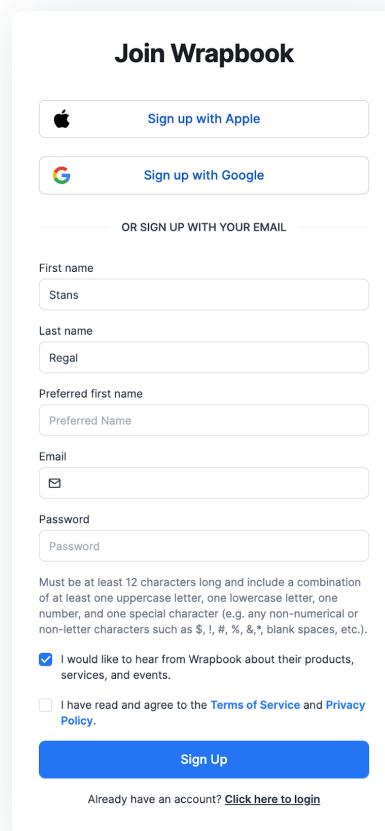 Join Wrapbook
Sign up with Apple
Sign up with Google
OR SIGN UP WITH YOUR EMAIL
First name
Stans
Last name
Regal
Preferred first name
Preferred Name
Email
Password
Password
Must be at least 12 characters long and include a combination
of at least one uppercase letter, one lowercase letter, one
number, and one special character (e.g. any non-numerical or
non-letter characters such as $, !, #, %, &,*, blank spaces, etc.).
I would like to hear from Wrapbook about their products,
services, and events.
I have read and agree to the Terms of Service and Privacy
Policy.
Sign Up
Already have an account? Click here to login